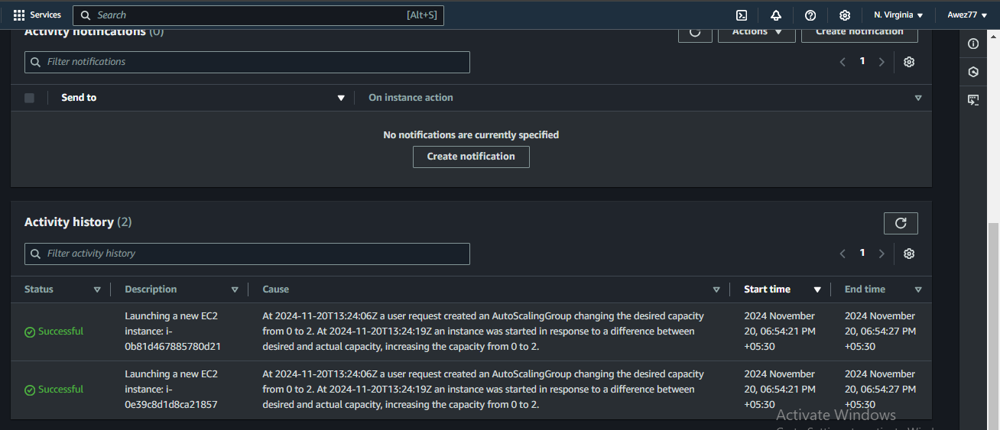 Services Search [Alt+S] N. Virginia Awez77
Activity notifications (0) Actions Create notification
Filter notifications 1
Send to On instance action
No notifications are currently specified
Create notification
Activity history (2)
Filter activity history 1
Status Description Cause Start time End time
Launching a new EC2 At 2024-11-20T13:24:06Z a user request created an AutoScalingGroup changing the desired capacity 2024 November 2024 November
Successful instance: i- from 0 to 2. At 2024-11-20T13:24:19Z an instance was started in response to a difference between 20, 06:54:21 PM 20, 06:54:27 PM
0b81d467885780d21 desired and actual capacity, increasing the capacity from 0 to 2. +05:30 +05:30
Launching a new EC2 At 2024-11-20T13:24:06Z a user request created an AutoScalingGroup changing the desired capacity 2024 November 2024 November
Successful instance: i- from 0 to 2. At 2024-11-20T13:24:19Z an instance was started in response to a difference between 20, 06:54:21 PM 20, 06:54:27 PM
0e39c8d1d8ca21857 desired and actual capacity, increasing the capacity from 0 to 2. +05:30 +05:30
Activate Windows